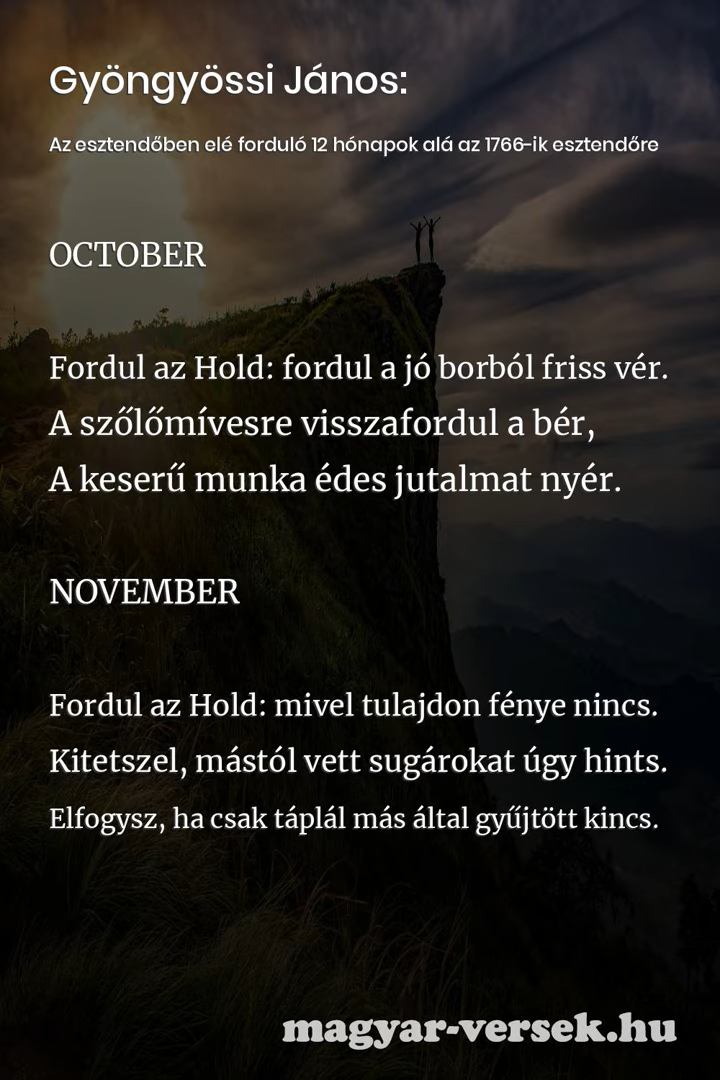 Gyöngyössi János:
Az esztendőben elé forduló 12 hónapok alá az 1766-ik esztendőre
OCTOBER
Fordul az Hold: fordul a jó borból friss vér.
A szőlőmívesre visszafordul a bér,
A keserű munka édes jutalmat nyér.
NOVEMBER
Fordul az Hold: mivel tulajdon fénye nincs.
Kitetszel, mástól vett sugárokat úgy hints.
Elfogysz, ha csak táplál más által gyűjtött kincs.
magyar-versek.hu